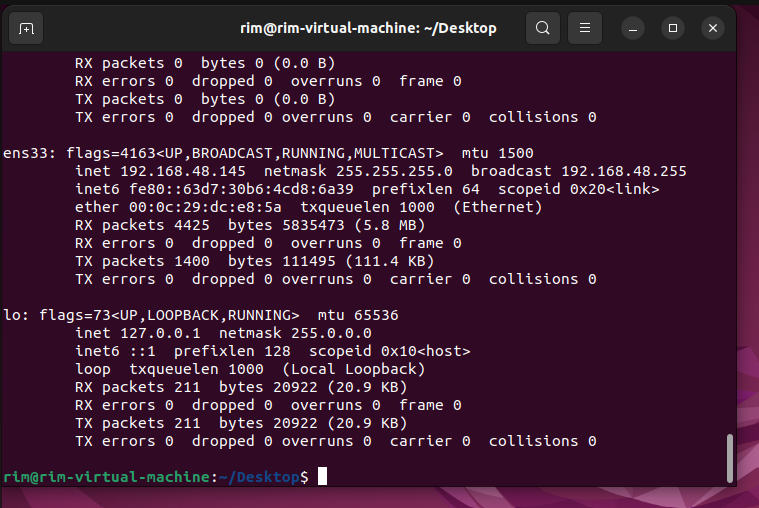 rim@rim-virtual-machine: ~/Desktop
RX packets 0  bytes 0 (0.0 B)
RX errors 0  dropped 0  overruns 0  frame 0
TX packets 0  bytes 0 (0.0 B)
TX errors 0  dropped 0 overruns 0  carrier 0  collisions 0
ens33: flags=4163<UP,BROADCAST,RUNNING,MULTICAST>  mtu 1500
inet 192.168.48.145  netmask 255.255.255.0  broadcast 192.168.48.255
inet6 fe80::63d7:30b6:4cd8:6a39  prefixlen 64  scopeid 0x20<link>
ether 00:0c:29:dc:e8:5a  txqueuelen 1000  (Ethernet)
RX packets 4425  bytes 5835473 (5.8 MB)
RX errors 0  dropped 0  overruns 0  frame 0
TX packets 1400  bytes 111495 (111.4 KB)
TX errors 0  dropped 0 overruns 0  carrier 0  collisions 0
lo: flags=73<UP,LOOPBACK,RUNNING>  mtu 65536
inet 127.0.0.1  netmask 255.0.0.0
inet6 ::1  prefixlen 128  scopeid 0x10<host>
loop  txqueuelen 1000  (Local Loopback)
RX packets 211  bytes 20922 (20.9 KB)
RX errors 0  dropped 0  overruns 0  frame 0
TX packets 211  bytes 20922 (20.9 KB)
TX errors 0  dropped 0 overruns 0  carrier 0  collisions 0
rim@rim-virtual-machine:~/Desktop$